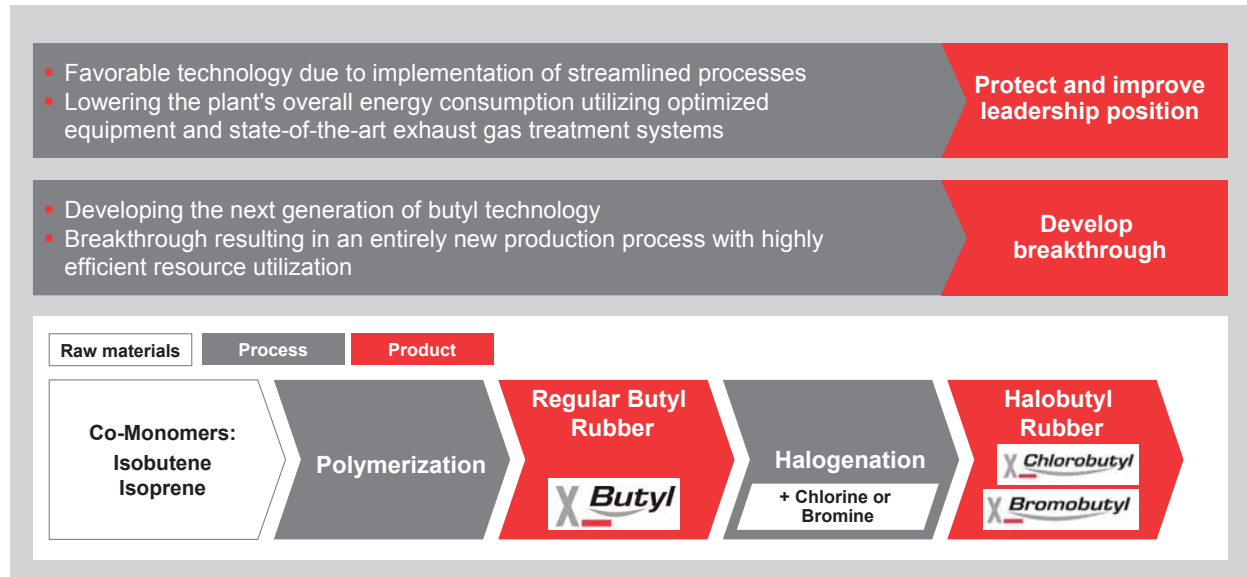 ▪ Favorable technology due to implementation of streamlined processes
▪ Lowering the plant's overall energy consumption utilizing optimized
equipment and state-of-the-art exhaust gas treatment systems
Protect and improve
leadership position
▪ Developing the next generation of butyl technology
▪ Breakthrough resulting in an entirely new production process with highly
efficient resource utilization
Develop
breakthrough
Raw materials
Process
Product
Co-Monomers:
Isobutene
Isoprene
Polymerization
Regular Butyl
Rubber
X_Butyl
Halogenation
+ Chlorine or
Bromine
Halobutyl
Rubber
X_Chlorobutyl
X_Bromobutyl